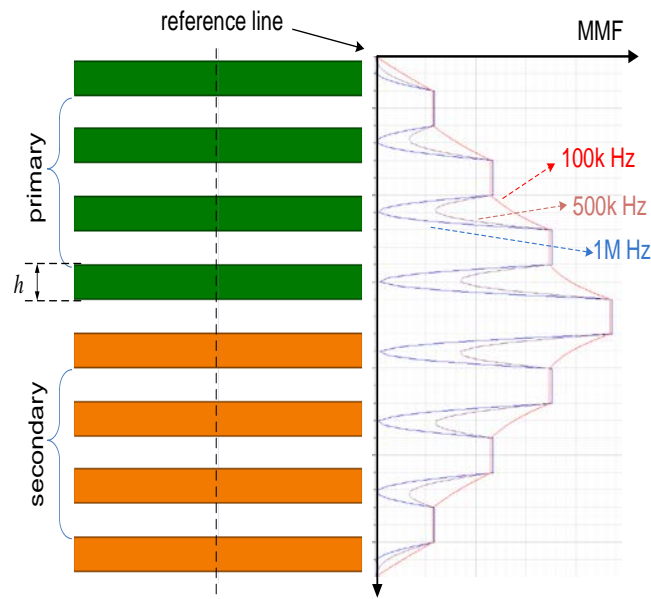 reference line
MMF
primary
100k Hz
500k Hz
1M Hz
h
secondary